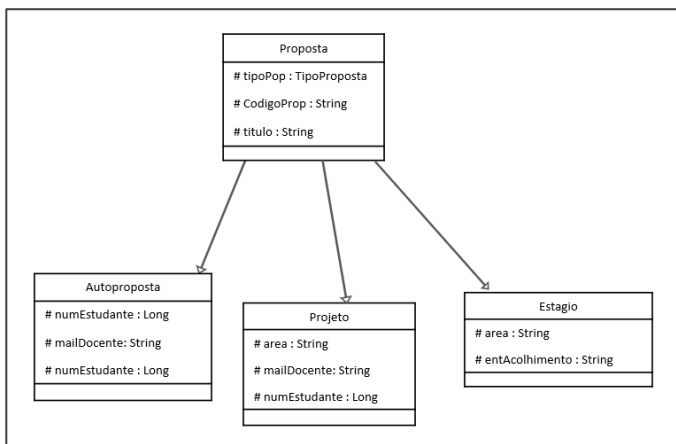 Proposta
# tipoPop : TipoProposta
# CodigoProp : String
# titulo : String
Autoproposta
# numEstudante : Long
# mailDocente: String
# numEstudante : Long
Projeto
# area : String
# mailDocente: String
# numEstudante : Long
Estagio
# area : String
# entAcolhimento : String